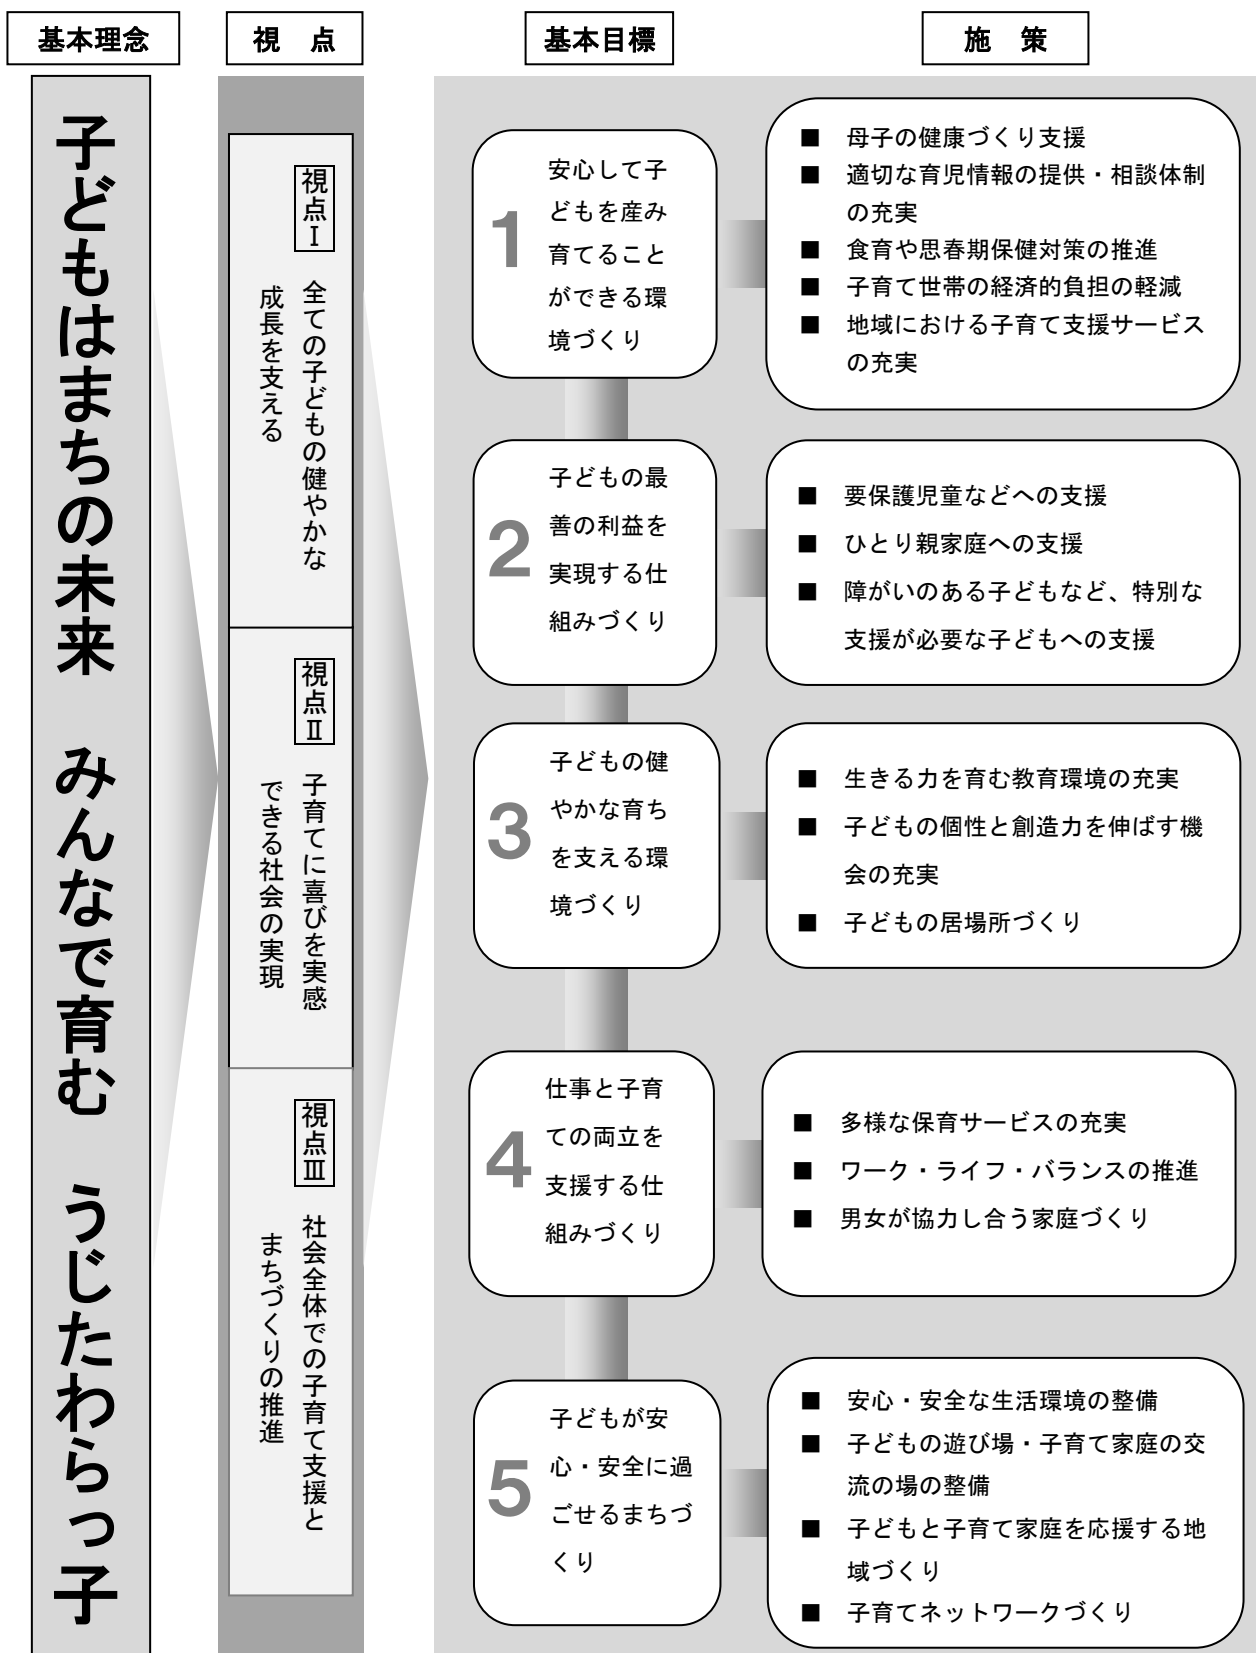 基本理念
視　点
基本目標
施　策
子どもはまちの未来　みんなで育む　うじたわらっ子
視点Ⅰ
全ての子どもの健やかな
成長を支える
視点Ⅱ
子育てに喜びを実感
できる社会の実現
視点Ⅲ
社会全体での子育て支援と
まちづくりの推進
1
安心して子
どもを産み
育てること
ができる環
境づくり
■　母子の健康づくり支援
■　適切な育児情報の提供・相談体制
の充実
■　食育や思春期保健対策の推進
■　子育て世帯の経済的負担の軽減
■　地域における子育て支援サービス
の充実
2
子どもの最
善の利益を
実現する仕
組みづくり
■　要保護児童などへの支援
■　ひとり親家庭への支援
■　障がいのある子どもなど、特別な
支援が必要な子どもへの支援
3
子どもの健
やかな育ち
を支える環
境づくり
■　生きる力を育む教育環境の充実
■　子どもの個性と創造力を伸ばす機
会の充実
■　子どもの居場所づくり
4
仕事と子育
ての両立を
支援する仕
組みづくり
■　多様な保育サービスの充実
■　ワーク・ライフ・バランスの推進
■　男女が協力し合う家庭づくり
5
子どもが安
心・安全に過
ごせるまちづ
くり
■　安心・安全な生活環境の整備
■　子どもの遊び場・子育て家庭の交
流の場の整備
■　子どもと子育て家庭を応援する地
域づくり
■　子育てネットワークづくり